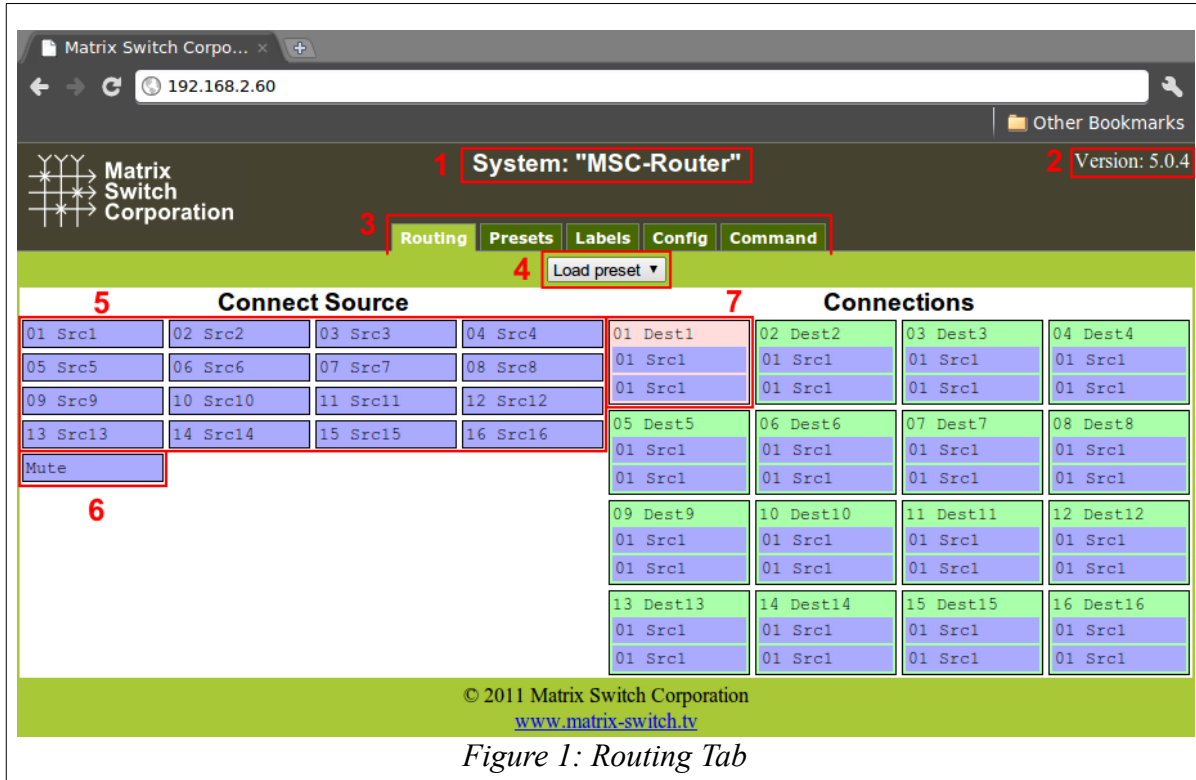 Matrix Switch Corpo...
192.168.2.60
Other Bookmarks
Matrix
Switch
Corporation
1 System: "MSC-Router"
2 Version: 5.0.4
3 Routing Presets Labels Config Command
4 Load preset
5 Connect Source
7 Connections
01 Src1 02 Src2 03 Src3 04 Src4
05 Src5 06 Src6 07 Src7 08 Src8
09 Src9 10 Src10 11 Src11 12 Src12
13 Src13 14 Src14 15 Src15 16 Src16
Mute
6
01 Dest1 02 Dest2 03 Dest3 04 Dest4
01 Src1 01 Src1 01 Src1 01 Src1
01 Src1 01 Src1 01 Src1 01 Src1
05 Dest5 06 Dest6 07 Dest7 08 Dest8
01 Src1 01 Src1 01 Src1 01 Src1
01 Src1 01 Src1 01 Src1 01 Src1
09 Dest9 10 Dest10 11 Dest11 12 Dest12
01 Src1 01 Src1 01 Src1 01 Src1
01 Src1 01 Src1 01 Src1 01 Src1
13 Dest13 14 Dest14 15 Dest15 16 Dest16
01 Src1 01 Src1 01 Src1 01 Src1
01 Src1 01 Src1 01 Src1 01 Src1
© 2011 Matrix Switch Corporation
www.matrix-switch.tv
Figure 1: Routing Tab